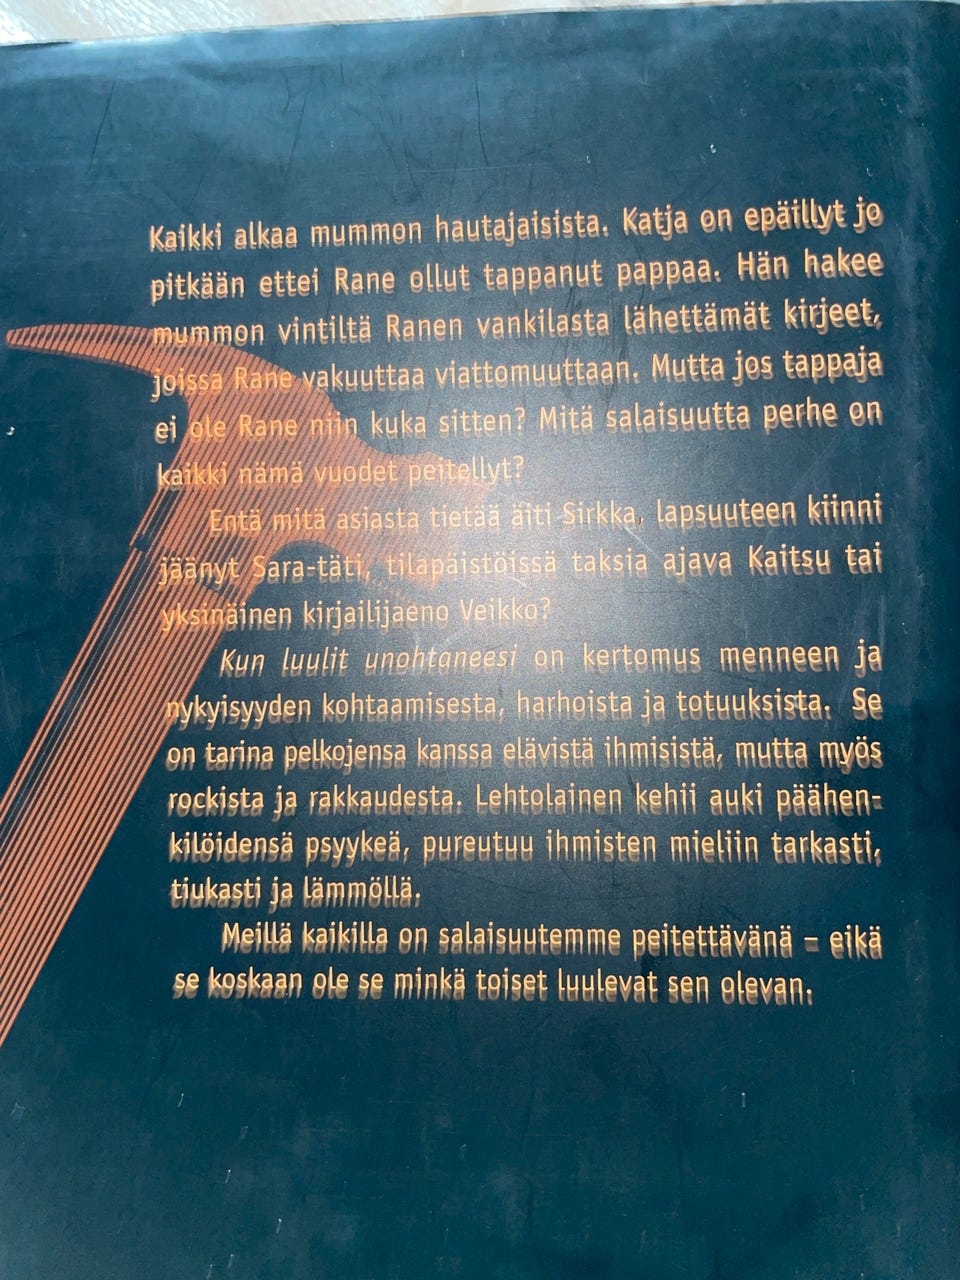 Kaikki alkaa mummon hautajaisista. Katja on epäillyt jo
pitkään ettei Rane ollut tappanut pappaa. Hän hakee
mummon vintiltä Ranen vankilasta lähettämät kirjeet,
joissa Rane vakuuttaa viattomuuttaan. Mutta jos tappaja
ei ole Rane niin kuka sitten? Mitä salaisuutta perhe on
kaikki nämä vuodet peitellyt?
Entä mitä asiasta tietää äiti Sirkka, lapsuuteen kiinni
jäänyt Sara-täti, tilapäistöissä taksia ajava Kaitsu tai
yksinäinen kirjailijaeno Veikko?
Kun luulit unohtaneesi on kertomus menneen ja
nykyisyyden kohtaamisesta, harhoista ja totuuksista. Se
on tarina pelkojensa kanssa elävistä ihmisistä, mutta myös
rockista ja rakkaudesta. Lehtolainen kehii auki päähen-
kilöidensä psyykeä, pureutuu ihmisten mieliin tarkasti,
tiukasti ja lämmöllä.
Meillä kaikilla on salaisuutemme peitettävänä – eikä
se koskaan ole se minkä toiset luulevat sen olevan.